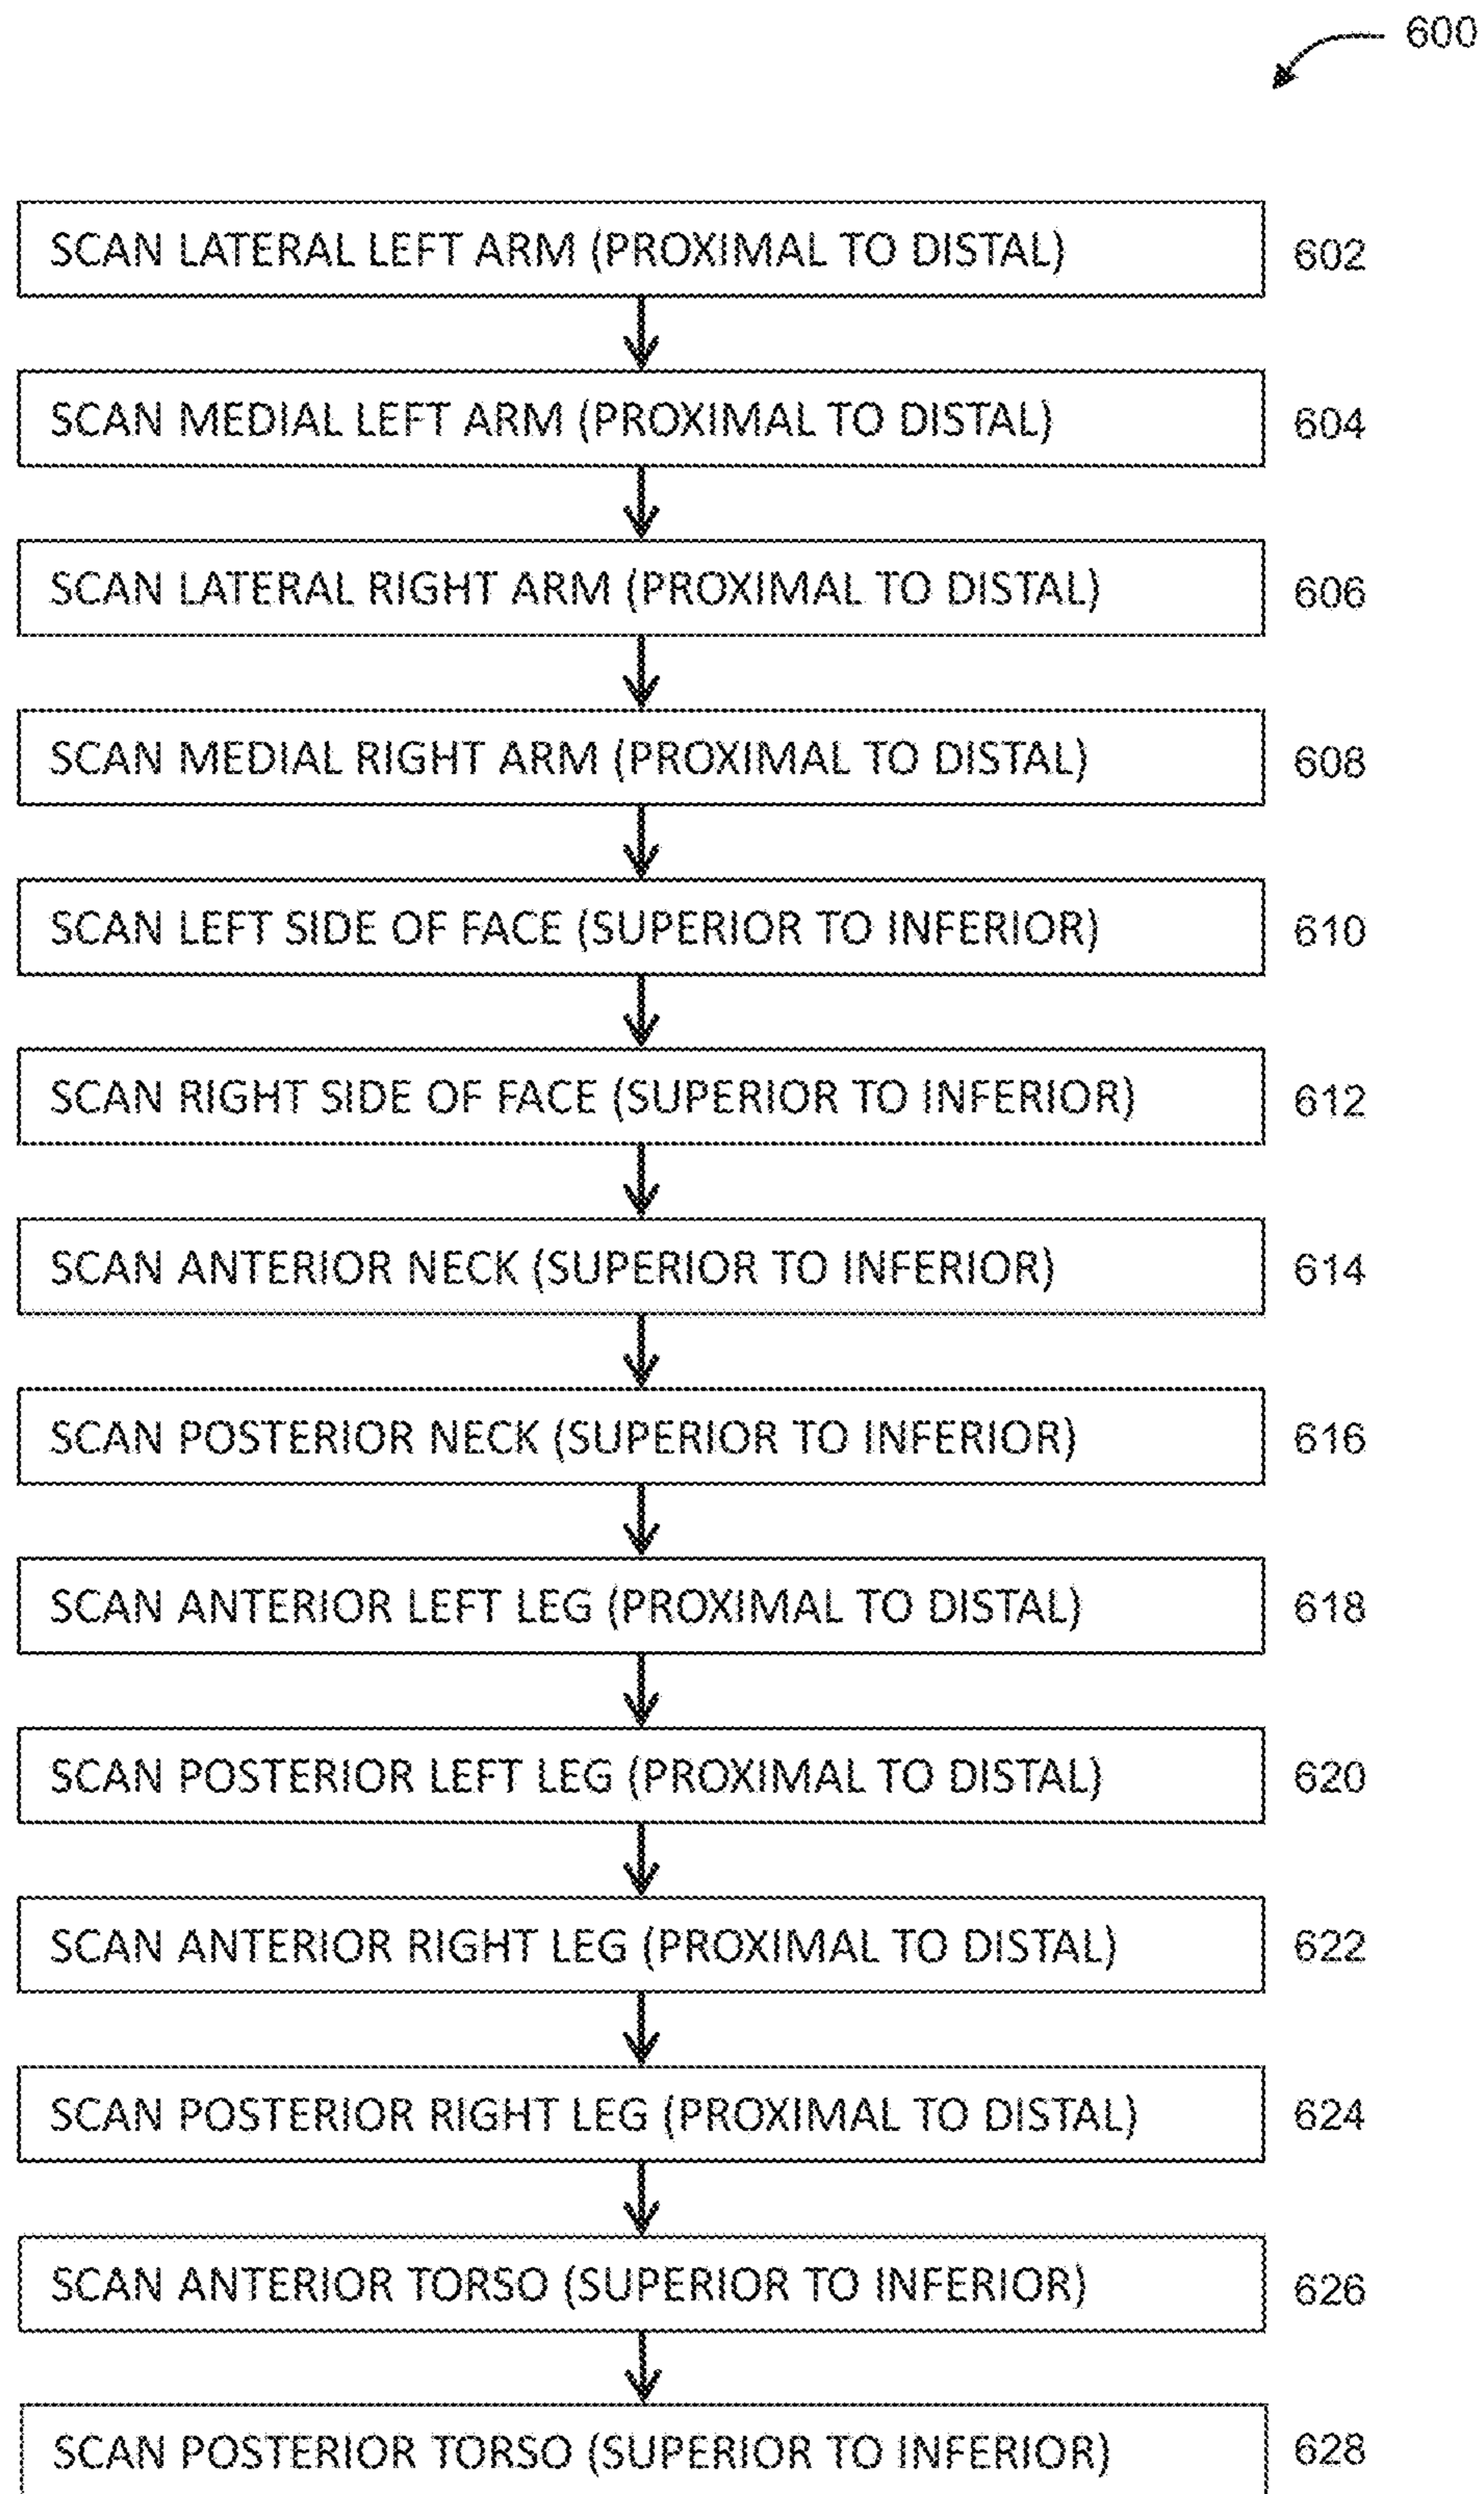 600
SCAN LATERAL LEFT ARM (PROXIMAL TO DISTAL) 602
SCAN MEDIAL LEFT ARM (PROXIMAL TO DISTAL) 604
SCAN LATERAL RIGHT ARM (PROXIMAL TO DISTAL) 606
SCAN MEDIAL RIGHT ARM (PROXIMAL TO DISTAL) 608
SCAN LEFT SIDE OF FACE (SUPERIOR TO INFERIOR) 610
SCAN RIGHT SIDE OF FACE (SUPERIOR TO INFERIOR) 612
SCAN ANTERIOR NECK (SUPERIOR TO INFERIOR) 614
SCAN POSTERIOR NECK (SUPERIOR TO INFERIOR) 616
SCAN ANTERIOR LEFT LEG (PROXIMAL TO DISTAL) 618
SCAN POSTERIOR LEFT LEG (PROXIMAL TO DISTAL) 620
SCAN ANTERIOR RIGHT LEG (PROXIMAL TO DISTAL) 622
SCAN POSTERIOR RIGHT LEG (PROXIMAL TO DISTAL) 624
SCAN ANTERIOR TORSO (SUPERIOR TO INFERIOR) 626
SCAN POSTERIOR TORSO (SUPERIOR TO INFERIOR) 628